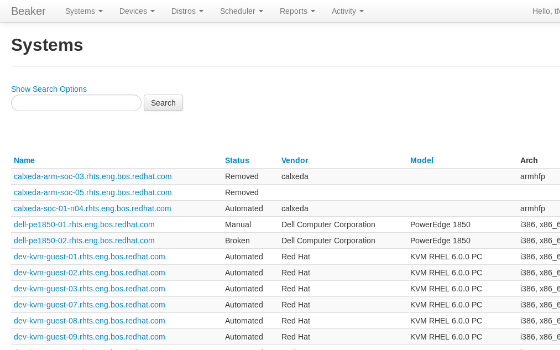 Beaker Systems Devices Distros Scheduler Reports Activity Hello,
Systems
Show Search Options
Search
Name Status Vendor Model Arch
calxeda-arm-soc-03.rhts.eng.bos.redhat.com Removed calxeda armhfp
calxeda-arm-soc-05.rhts.eng.bos.redhat.com Removed
calxeda-soc-01-n04.rhts.eng.bos.redhat.com Automated calxeda armhfp
dell-pe1850-01.rhts.eng.bos.redhat.com Manual Dell Computer Corporation PowerEdge 1850 i386, x86_6
dell-pe1850-02.rhts.eng.bos.redhat.com Broken Dell Computer Corporation PowerEdge 1850 i386, x86_6
dev-kvm-guest-01.rhts.eng.bos.redhat.com Automated Red Hat KVM RHEL 6.0.0 PC i386, x86_6
dev-kvm-guest-02.rhts.eng.bos.redhat.com Automated Red Hat KVM RHEL 6.0.0 PC i386, x86_6
dev-kvm-guest-03.rhts.eng.bos.redhat.com Automated Red Hat KVM RHEL 6.0.0 PC i386, x86_6
dev-kvm-guest-07.rhts.eng.bos.redhat.com Automated Red Hat KVM RHEL 6.0.0 PC i386, x86_6
dev-kvm-guest-08.rhts.eng.bos.redhat.com Automated Red Hat KVM RHEL 6.0.0 PC i386, x86_6
dev-kvm-guest-09.rhts.eng.bos.redhat.com Automated Red Hat KVM RHEL 6.0.0 PC i386, x86_6